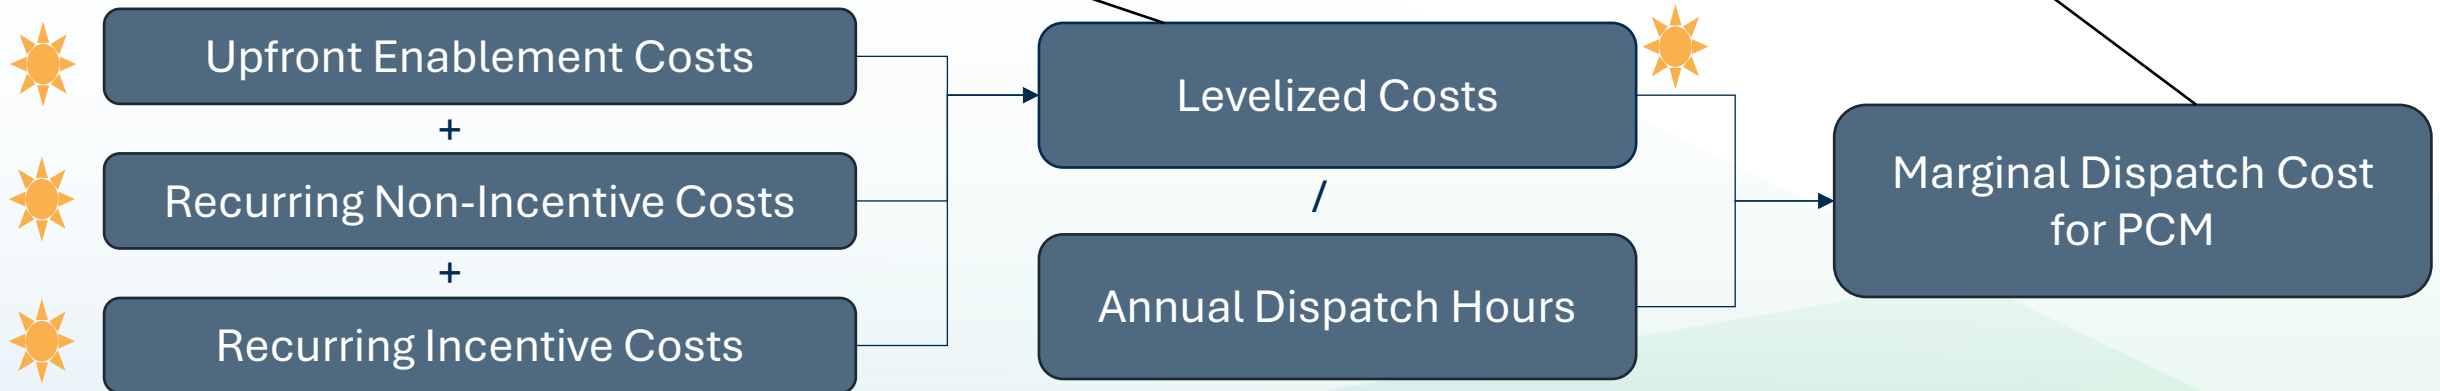 Upfront Enablement Costs
+
Recurring Non-Incentive Costs
+
Recurring Incentive Costs
Levelized Costs
/
Annual Dispatch Hours
Marginal Dispatch Cost
for PCM